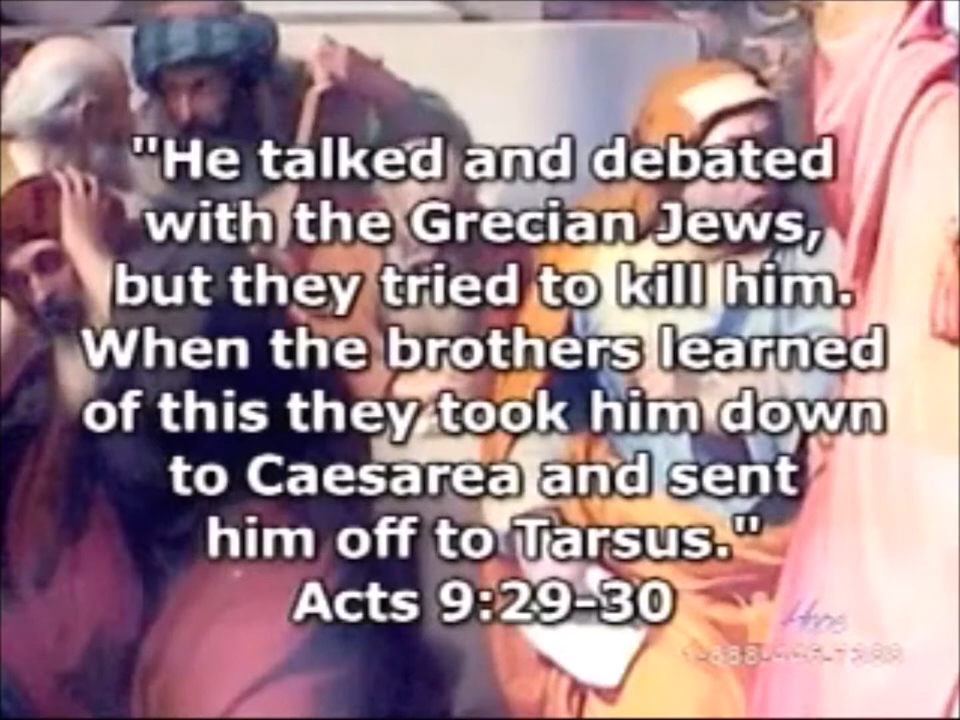 "He talked and debated
with the Grecian Jews,
but they tried to kill him.
When the brothers learned
of this they took him down
to Caesarea and sent
him off to Tarsus."
Acts 9:29-30